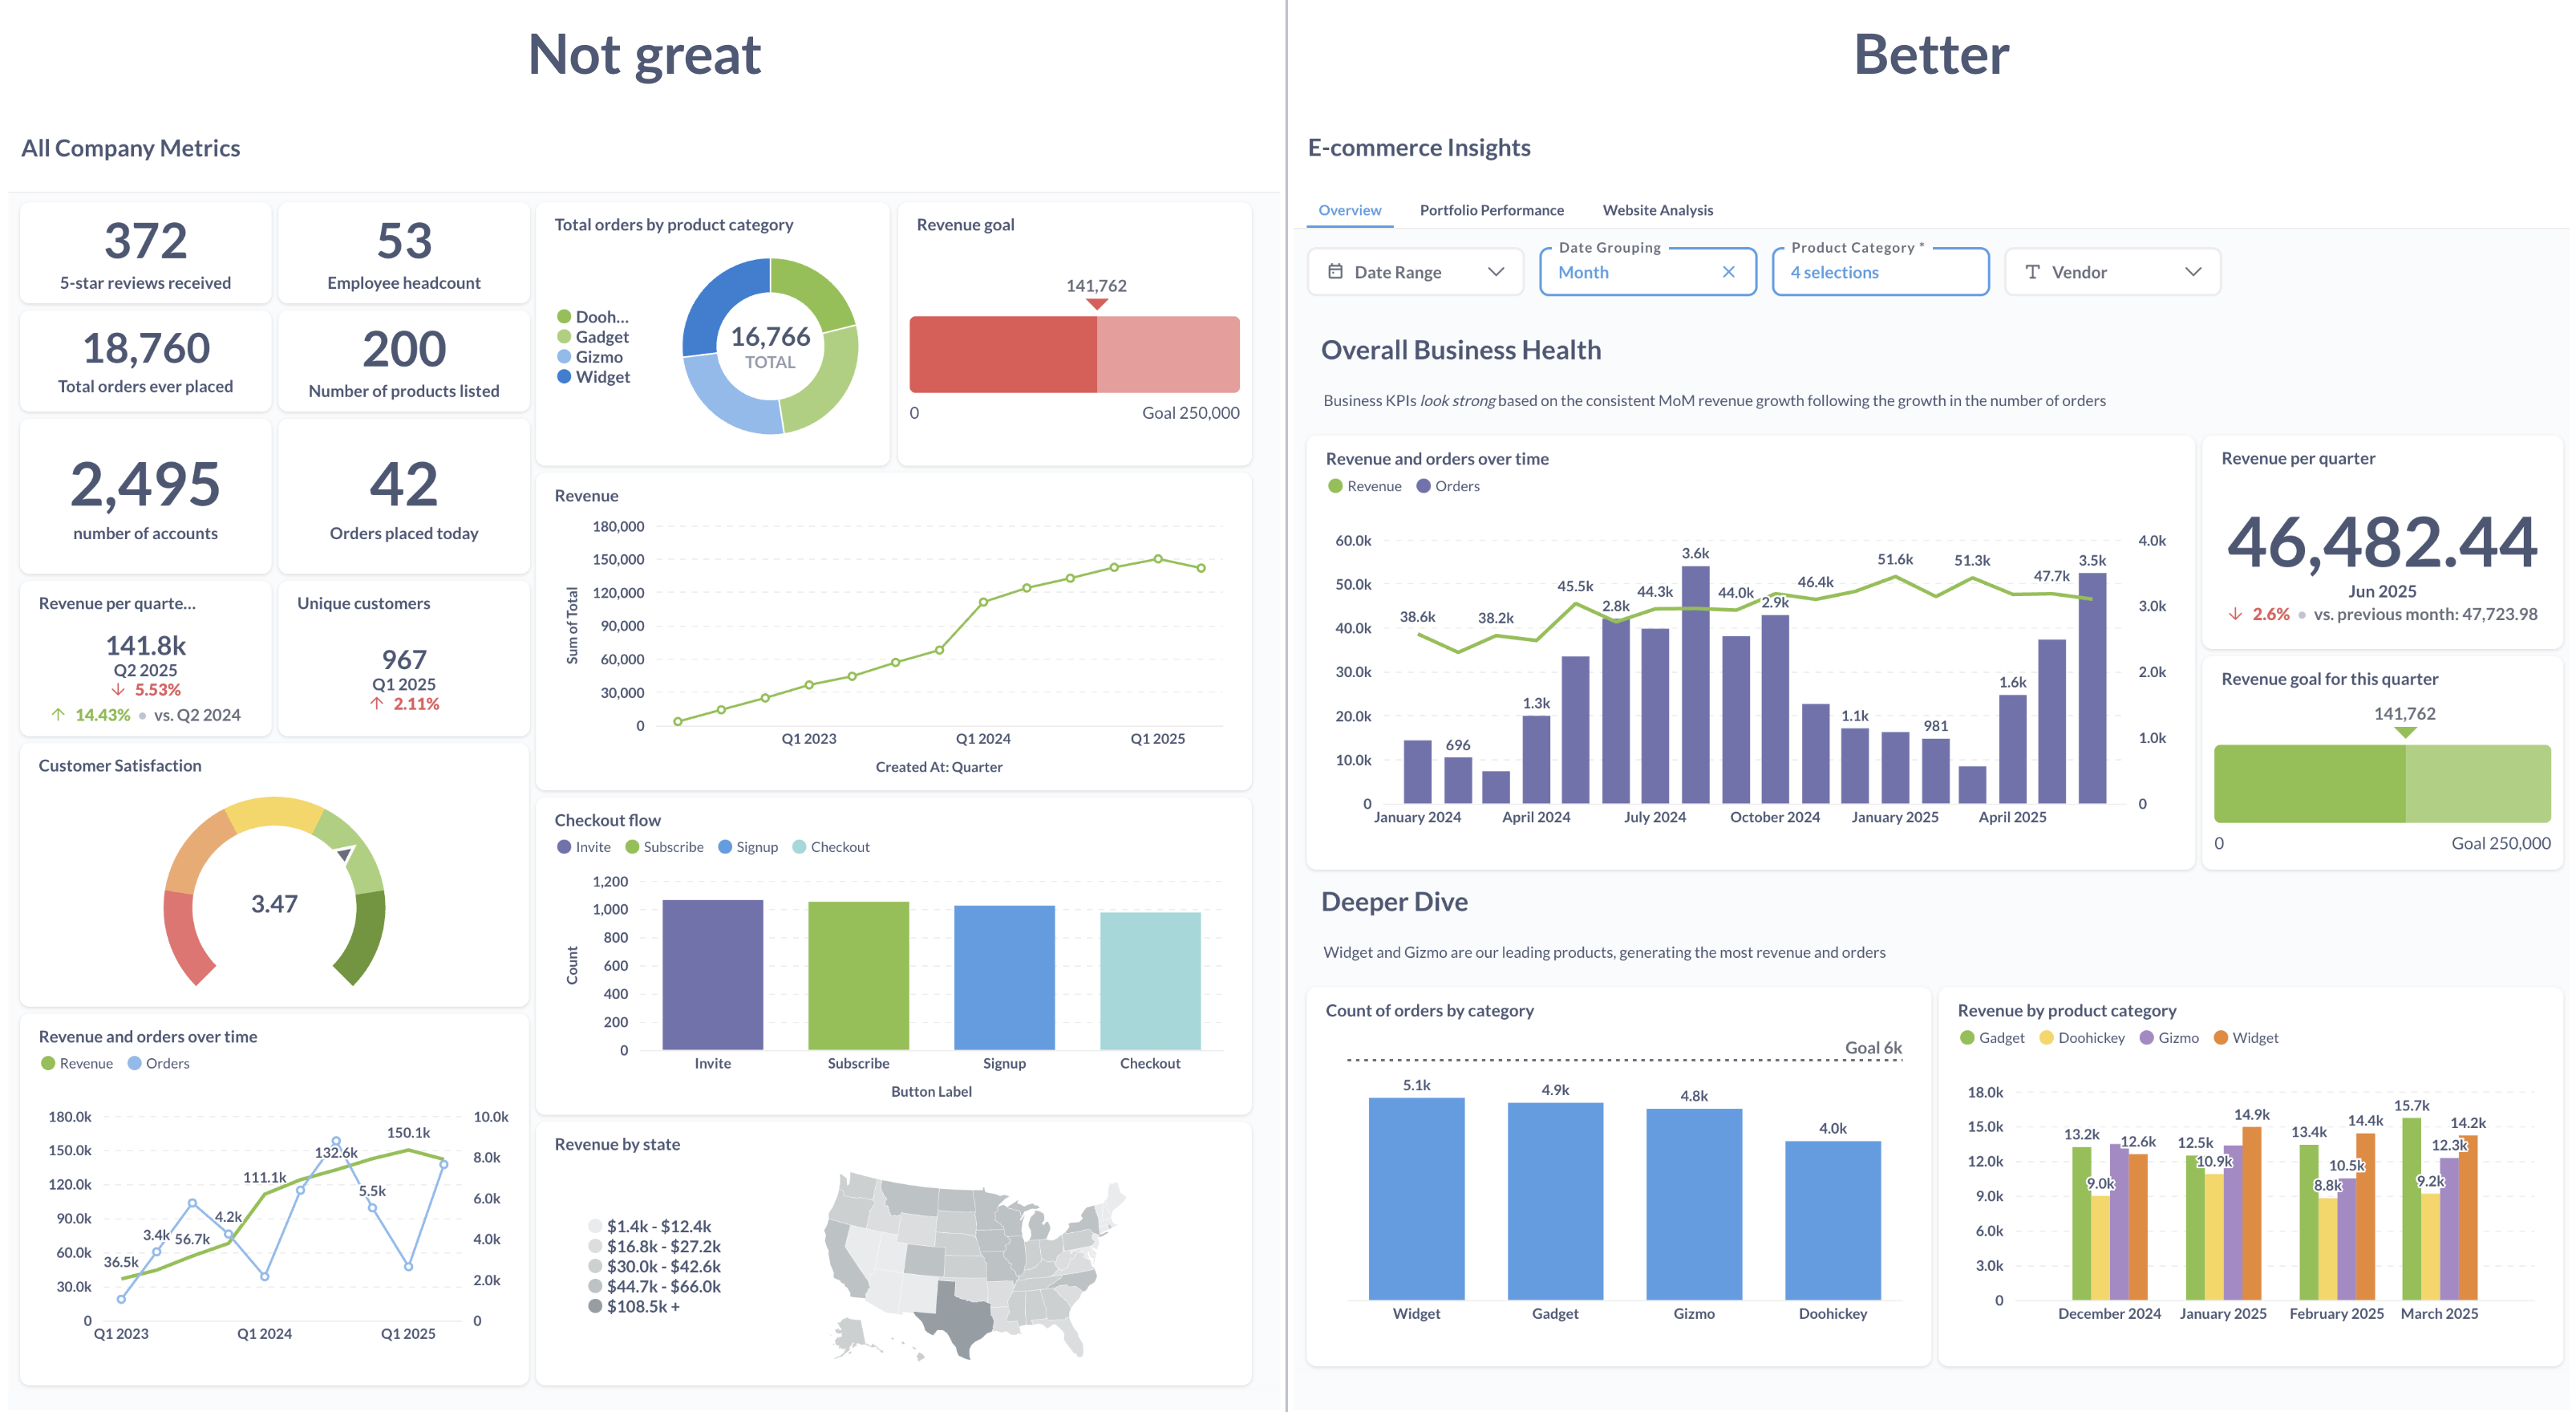 Not great
All Company Metrics
372
5-star reviews received
53
Employee headcount
18,760
Total orders ever placed
200
Number of products listed
2,495
number of accounts
42
Orders placed today
Revenue per quarte...
141.8k
Q2 2025
↓ 5.53%
↑ 14.43% • vs. Q2 2024
Unique customers
967
Q1 2025
↑ 2.11%
Customer Satisfaction
3.47
Revenue and orders over time
Revenue Orders
180.0k
150.0k
120.0k
90.0k
60.0k
30.0k
0
10.0k
8.0k
6.0k
4.0k
2.0k
0
36.5k
3.4k
56.7k
4.2k
111.1k
132.6k
5.5k
150.1k
Q1 2023 Q1 2024 Q1 2025
Total orders by product category
Dooh...
Gadget
Gizmo
Widget
16,766
TOTAL
Revenue goal
141,762
0 Goal 250,000
Revenue
Sum of Total
180,000
150,000
120,000
90,000
60,000
30,000
0
Q1 2023 Q1 2024 Q1 2025
Created At: Quarter
Checkout flow
Invite Subscribe Signup Checkout
Count
1,200
1,000
800
600
400
200
0
Invite Subscribe Signup Checkout
Button Label
Revenue by state
$1.4k - $12.4k
$16.8k - $27.2k
$30.0k - $42.6k
$44.7k - $66.0k
$108.5k +
Better
E-commerce Insights
Overview Portfolio Performance Website Analysis
Date Range
Date Grouping
Month
Product Category *
4 selections
Vendor
Overall Business Health
Business KPIs look strong based on the consistent MoM revenue growth following the growth in the number of orders
Revenue and orders over time
Revenue Orders
60.0k
50.0k
40.0k
30.0k
20.0k
10.0k
0
4.0k
3.0k
2.0k
1.0k
0
38.6k
696
38.2k
1.3k
45.5k
2.8k
44.3k
3.6k
44.0k
2.9k
46.4k
1.1k
51.6k
981
51.3k
1.6k
47.7k
3.5k
January 2024 April 2024 July 2024 October 2024 January 2025 April 2025
Revenue per quarter
46,482.44
Jun 2025
↓ 2.6% • vs. previous month: 47,723.98
Revenue goal for this quarter
141,762
0 Goal 250,000
Deeper Dive
Widget and Gizmo are our leading products, generating the most revenue and orders
Count of orders by category
Goal 6k
5.1k
4.9k
4.8k
4.0k
Widget Gadget Gizmo Doohickey
Revenue by product category
Gadget Doohickey Gizmo Widget
18.0k
15.0k
12.0k
9.0k
6.0k
3.0k
0
13.2k
9.0k
12.6k
12.5k
10.9k
14.9k
13.4k
8.8k
10.5k
14.4k
15.7k
9.2k
12.3k
14.2k
December 2024 January 2025 February 2025 March 2025